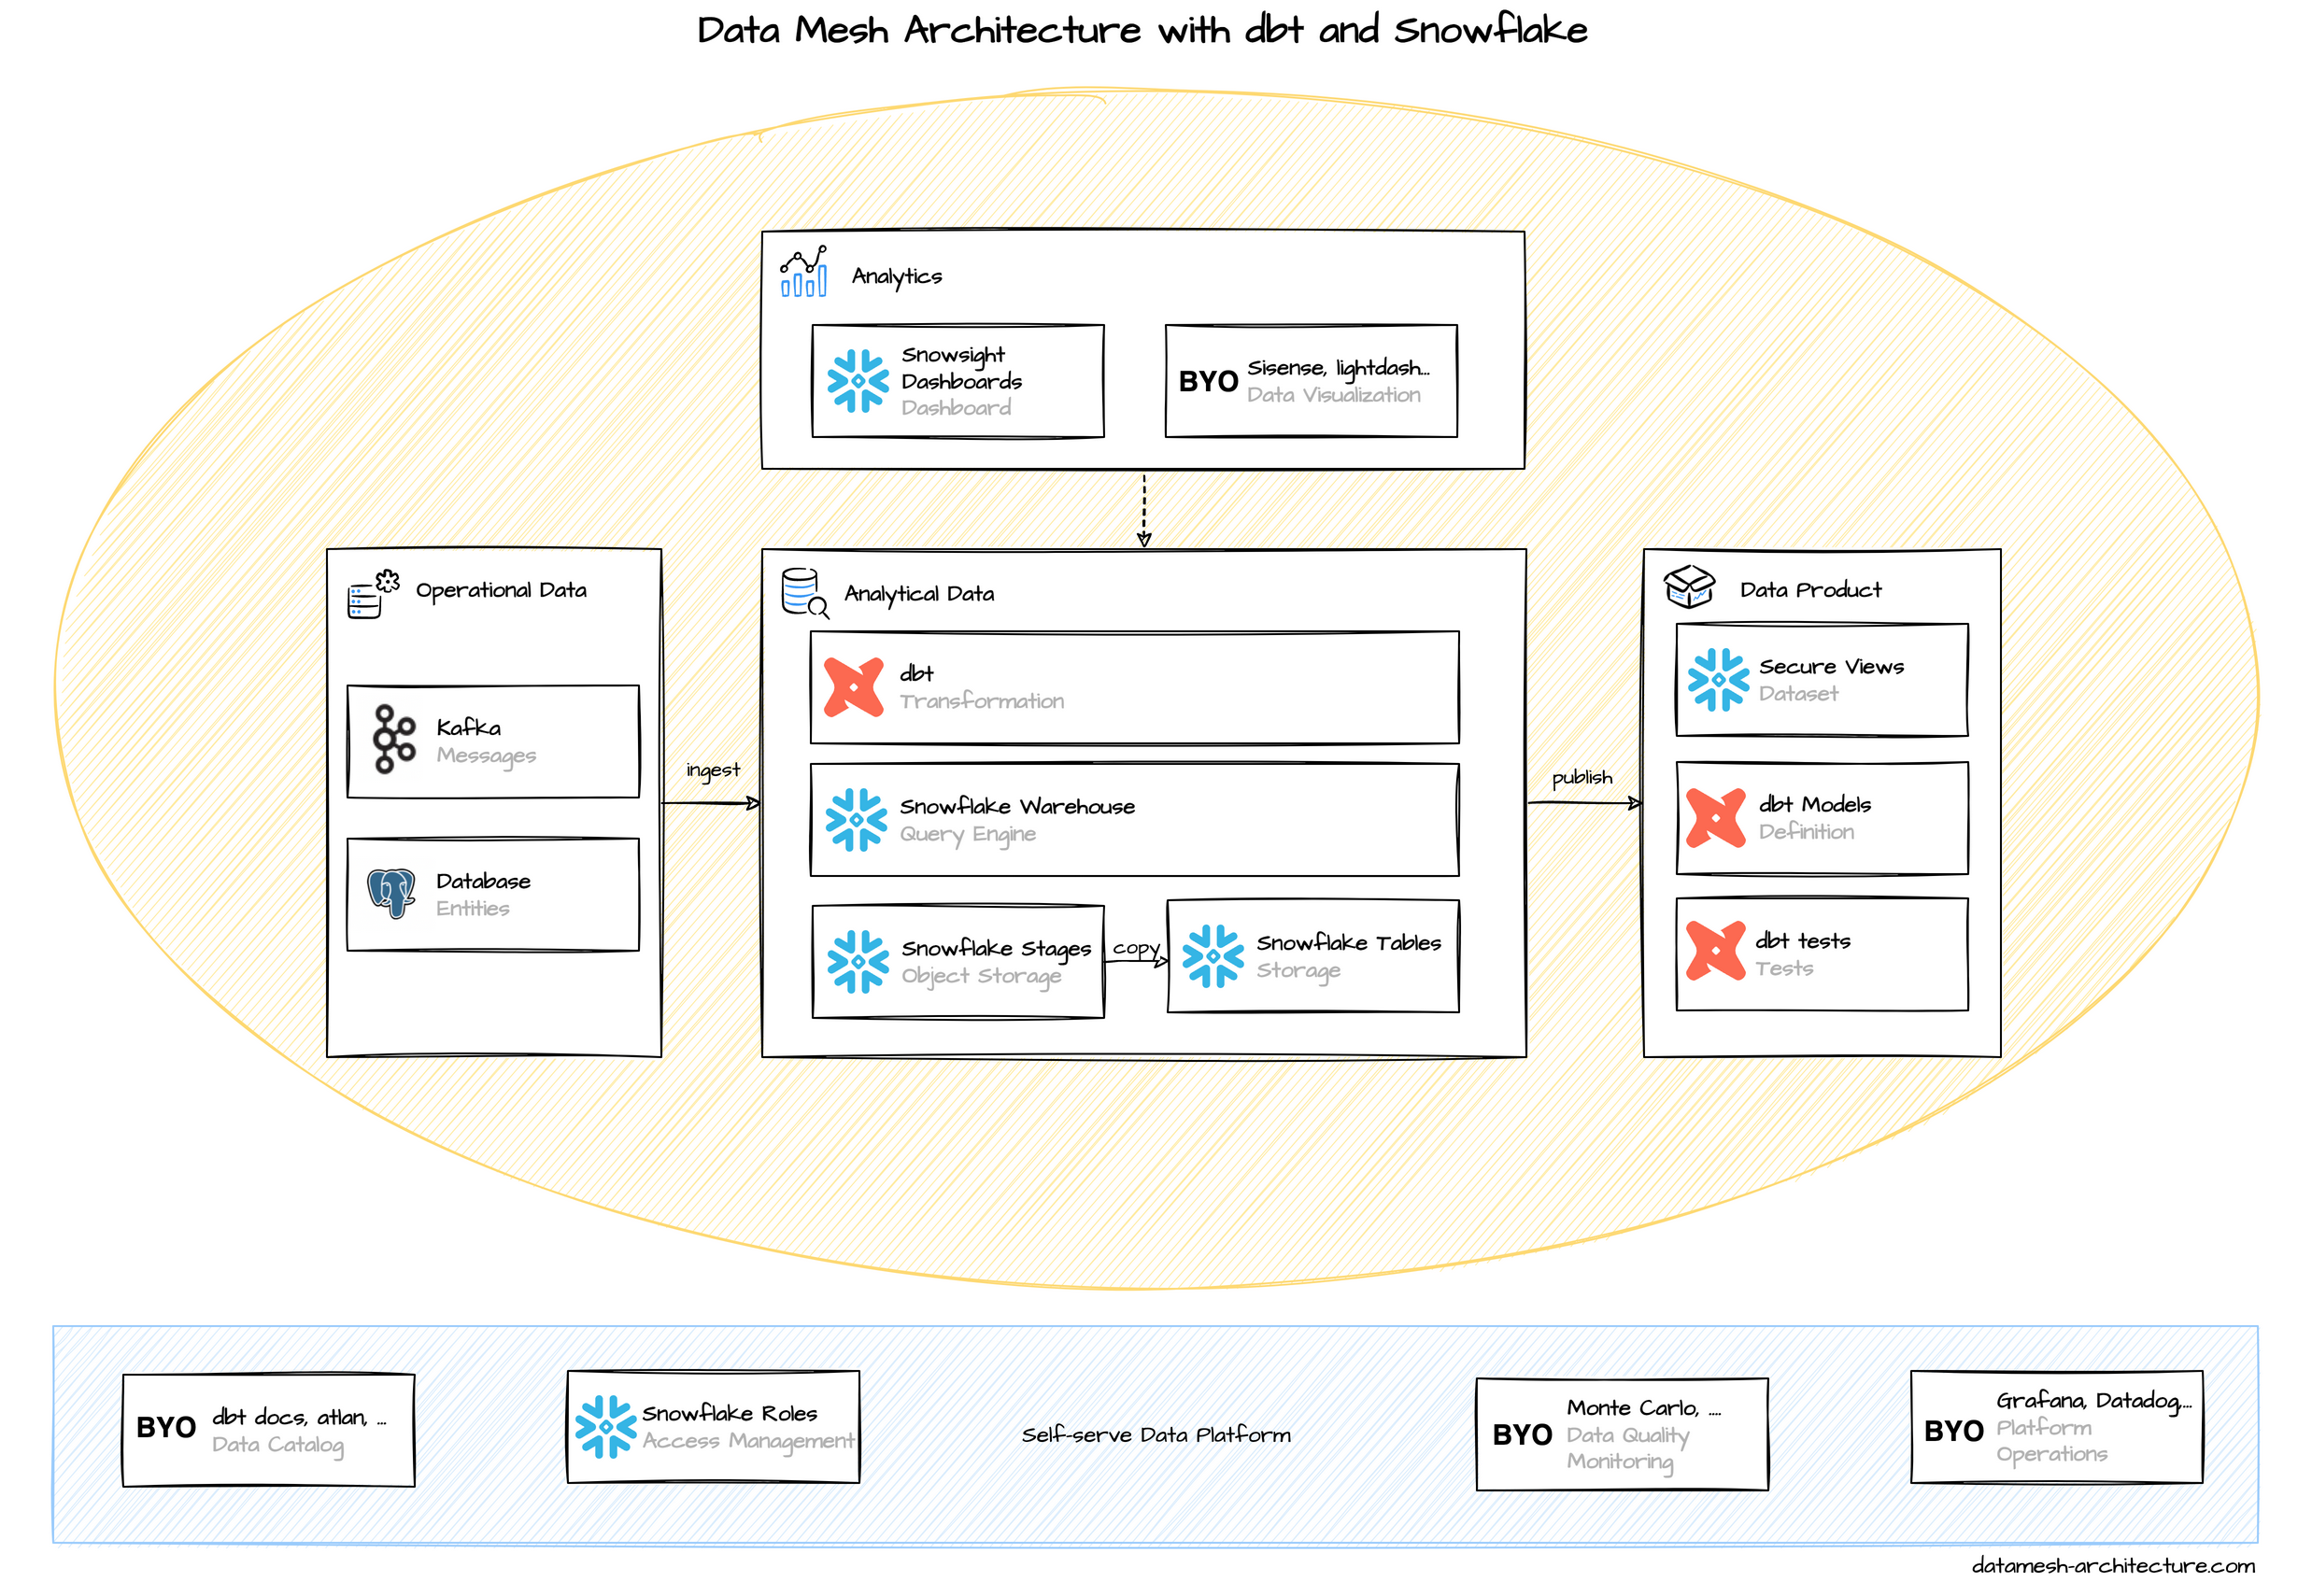 Data Mesh Architecture with dbt and Snowflake
Analytics
Snowsight
Dashboards
Dashboard
BYO
Sisense, lightdash...
Data Visualization
Operational Data
Kafka
Messages
Database
Entities
ingest
Analytical Data
dbt
Transformation
Snowflake Warehouse
Query Engine
Snowflake Stages
Object Storage
copy
Snowflake Tables
Storage
publish
Data Product
Secure Views
Dataset
dbt Models
Definition
dbt tests
Tests
BYO
dbt docs, atlan, ...
Data Catalog
Snowflake Roles
Access Management
Self-serve Data Platform
BYO
Monte Carlo, ....
Data Quality
Monitoring
BYO
Grafana, Datadog,...
Platform
Operations
datamesh-architecture.com